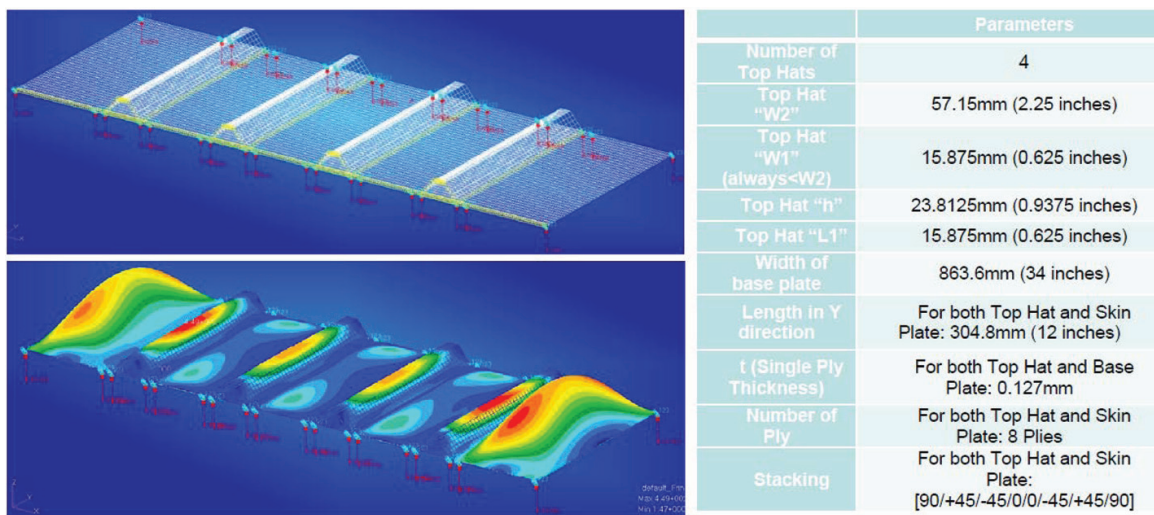 Parameters
Number of
Top Hats
4
Top Hat
"W2"
57.15mm (2.25 inches)
Top Hat
"W1"
(always<W2)
15.875mm (0.625 inches)
Top Hat "h"
23.8125mm (0.9375 inches)
Top Hat "L1"
15.875mm (0.625 inches)
Width of
base plate
863.6mm (34 inches)
Length in Y
direction
For both Top Hat and Skin
Plate: 304.8mm (12 inches)
t (Single Ply
Thickness)
For both Top Hat and Base
Plate: 0.127mm
Number of
Ply
For both Top Hat and Skin
Plate: 8 Plies
Stacking
For both Top Hat and Skin
Plate:
[90/+45/-45/0/0/-45/+45/90]